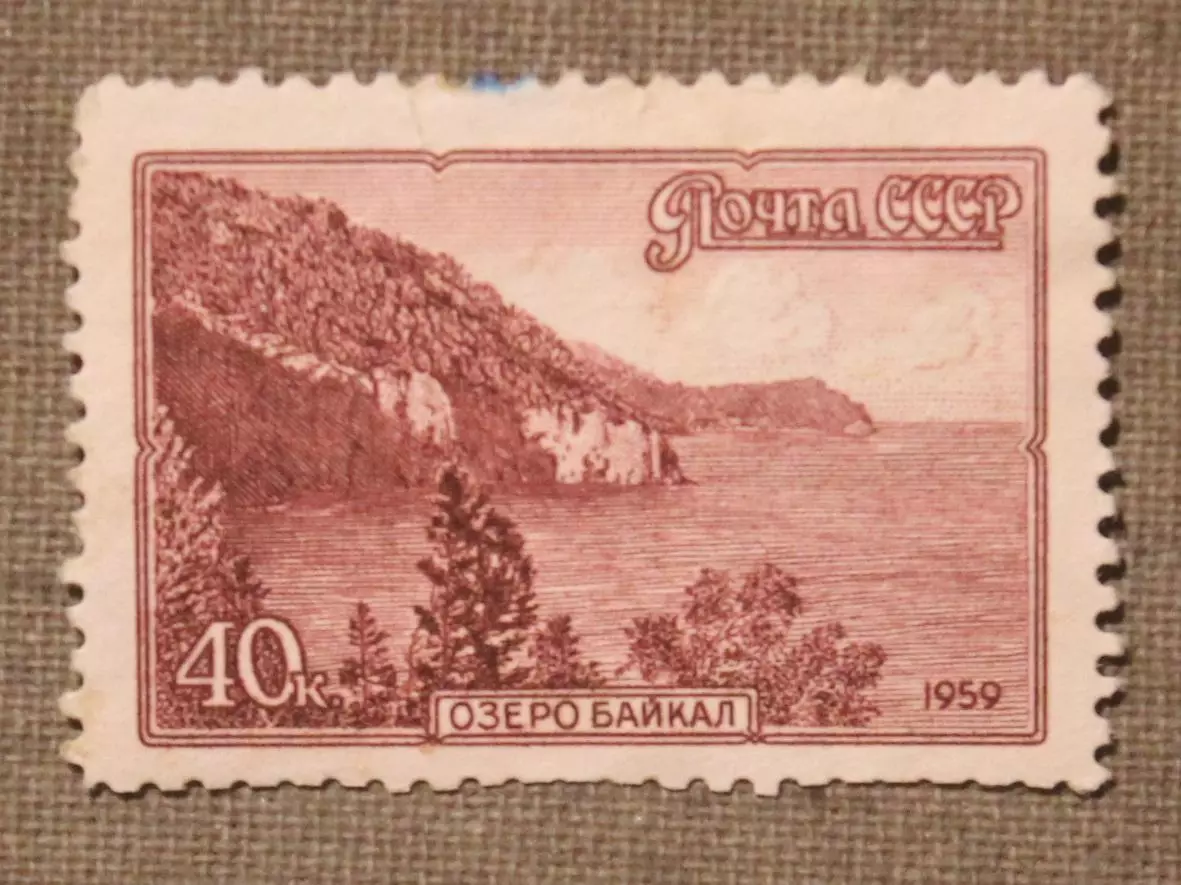 Почта СССР
40к.
ОЗЕРО БАЙКАЛ
1959